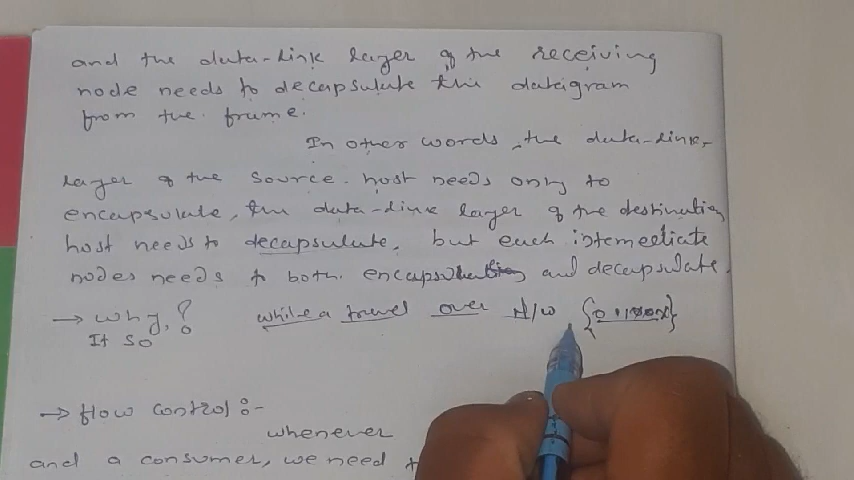 and the data-link layer of the receiving
node needs to decapsulate the datagram
from the frame.
In other words, the data-link-
layer of the source host needs only to
encapsulate, the data-link layer of the destination
host needs to decapsulate, but each intermediate
nodes needs to both encapsulate and decapsulate.
→ why?
If so
while a travel over N/w
→ flow control :-
whenever
and a consumer, we need